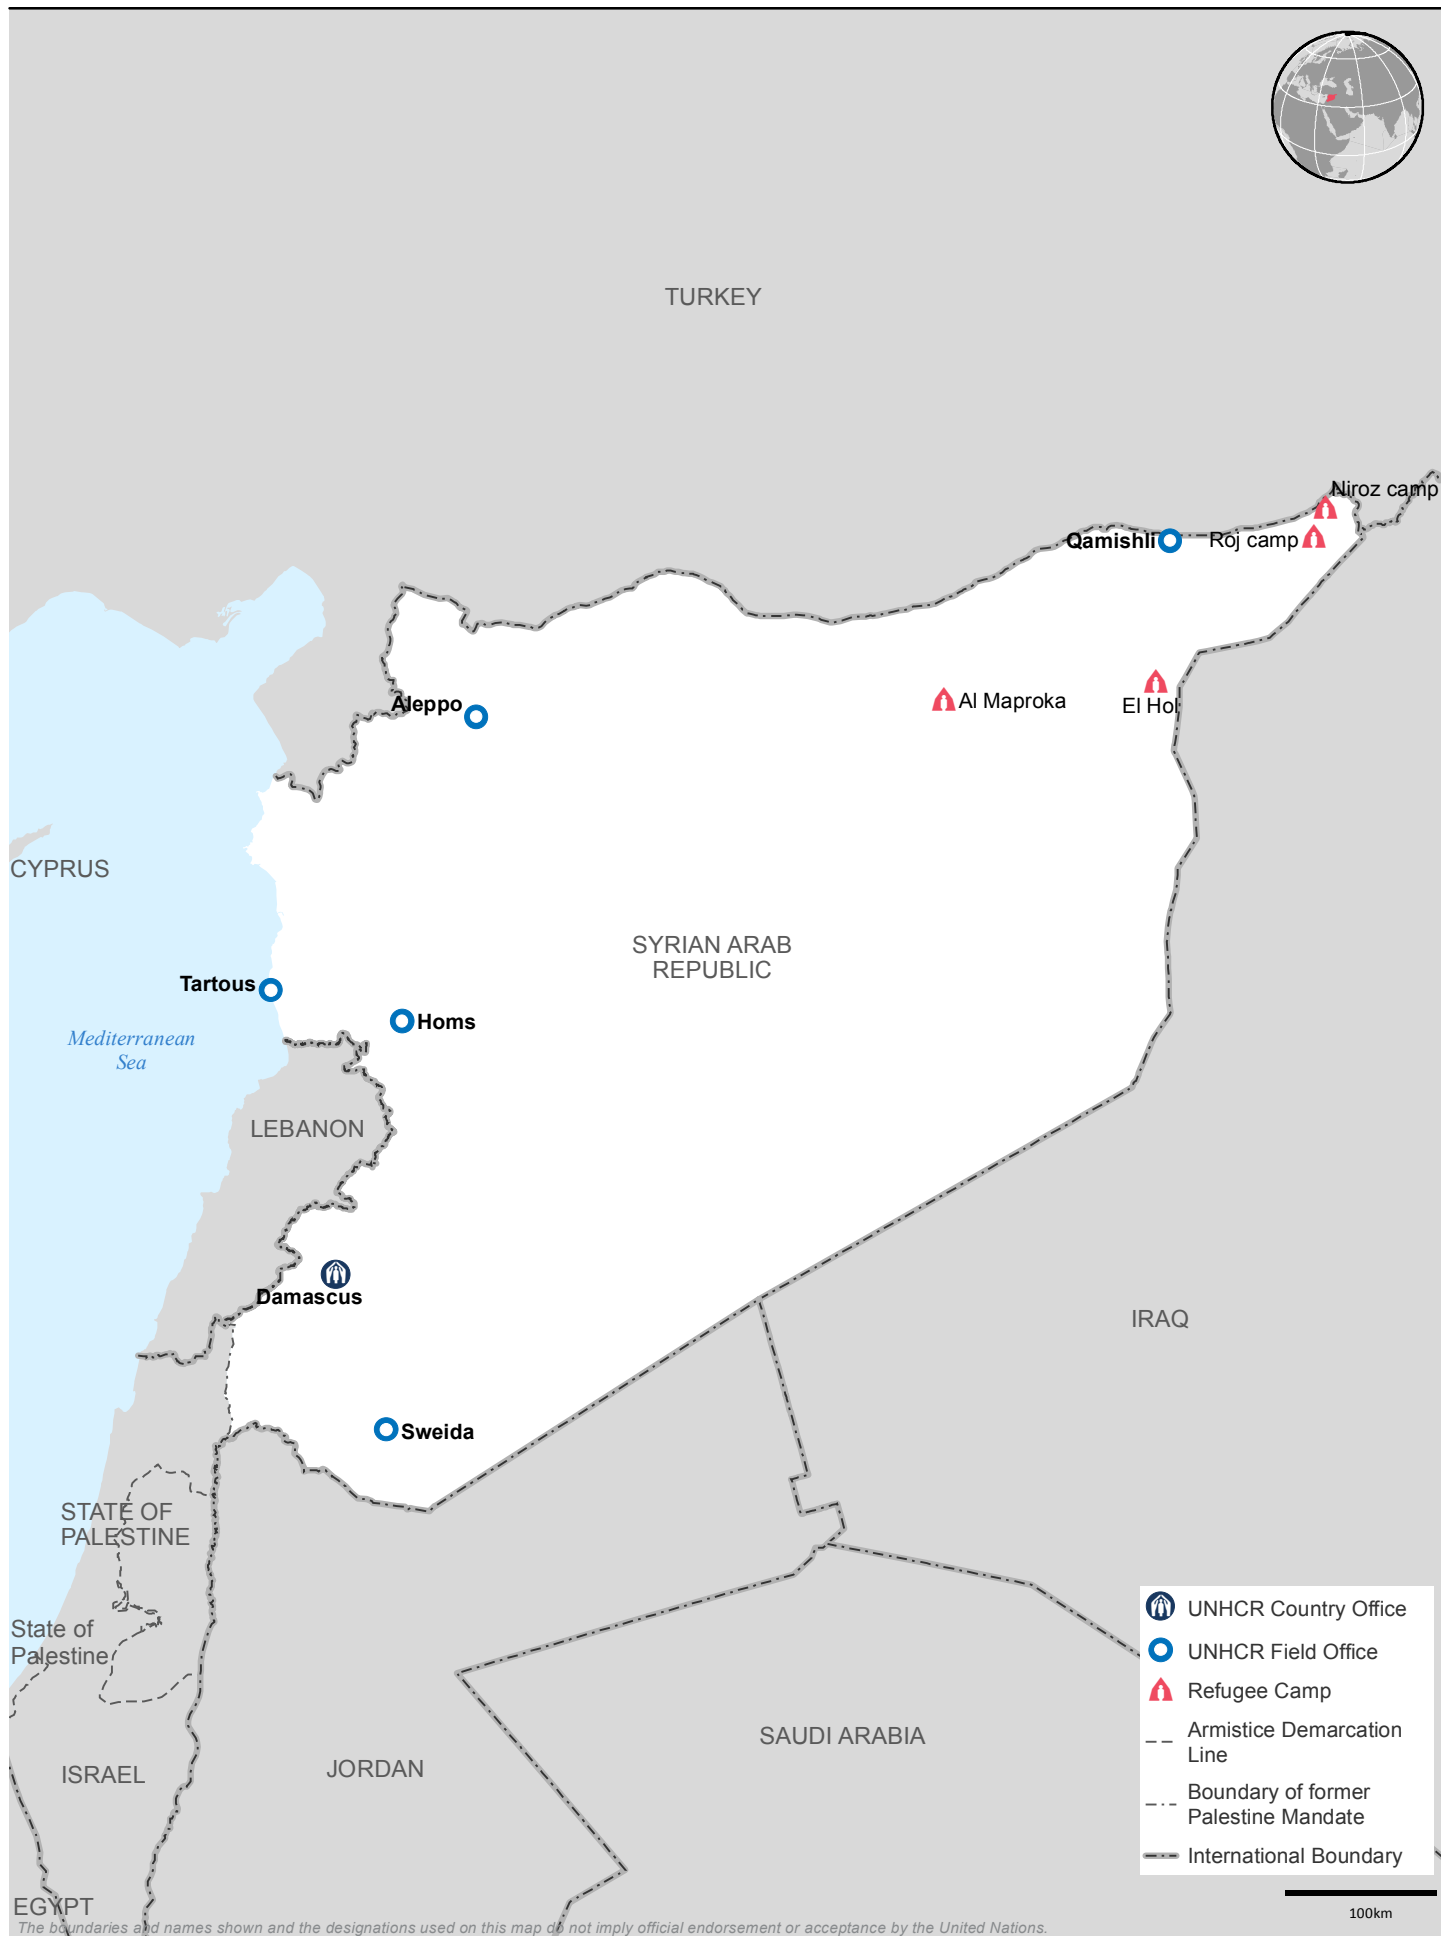 TURKEY
Niroz camp
Qamishli
Roj camp
Aleppo
Al Maproka
El Hol
CYPRUS
SYRIAN ARAB
REPUBLIC
Tartous
Homs
Mediterranean
Sea
LEBANON
Damascus
IRAQ
Sweida
STATE OF
PALESTINE
State of
Palestine
ISRAEL
JORDAN
SAUDI ARABIA
EGYPT
UNHCR Country Office
UNHCR Field Office
Refugee Camp
Armistice Demarcation
Line
Boundary of former
Palestine Mandate
International Boundary
100km
The boundaries and names shown and the designations used on this map do not imply official endorsement or acceptance by the United Nations.